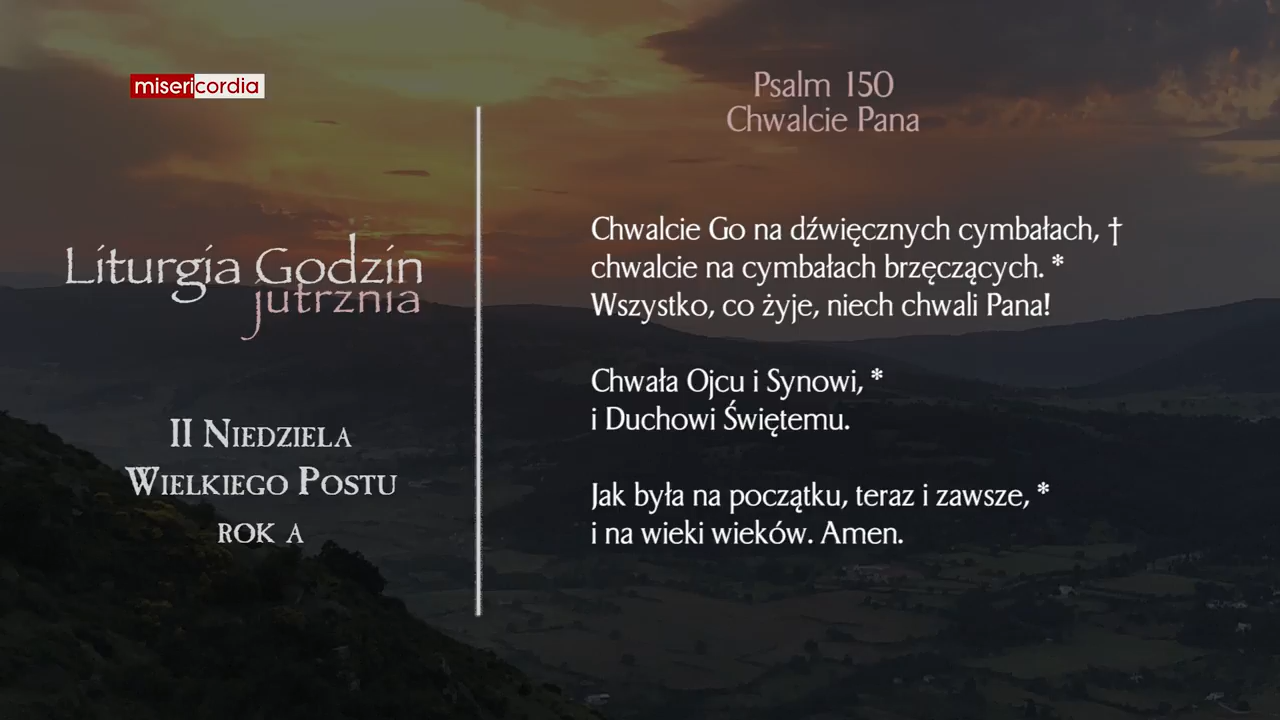 misericordia
Liturgia Godzin
jutrznia
II Niedziela
Wielkiego Postu
rok a
Psalm 150
Chwalcie Pana
Chwalcie Go na dźwięcznych cymbałach, †
chwalcie na cymbałach brzęczących. *
Wszystko, co żyje, niech chwali Pana!
Chwała Ojcu i Synowi, *
i Duchowi Świętemu.
Jak była na początku, teraz i zawsze, *
i na wieki wieków. Amen.